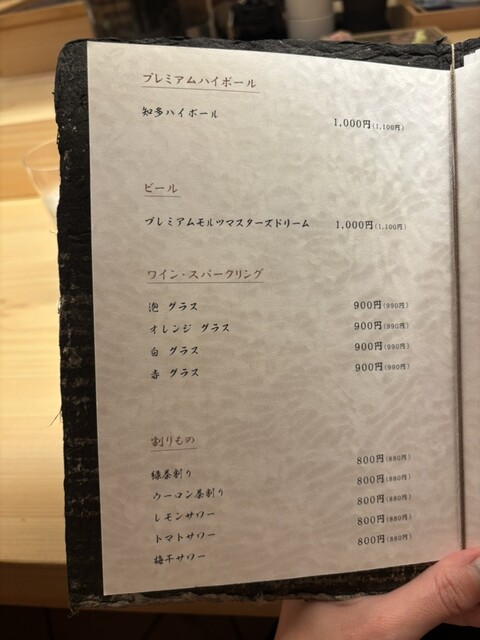 プレミアムハイボール
知多ハイボール 1,000円(1,100円)
ビール
プレミアムモルツマスターズドリーム 1,000円(1,100円)
ワイン・スパークリング
泡 グラス 900円(990円)
オレンジ グラス 900円(990円)
白 グラス 900円(990円)
赤 グラス 900円(990円)
割りもの
緑茶割り 800円(880円)
ウーロン茶割り 800円(880円)
レモンサワー 800円(880円)
トマトサワー 800円(880円)
梅干サワー 800円(880円)